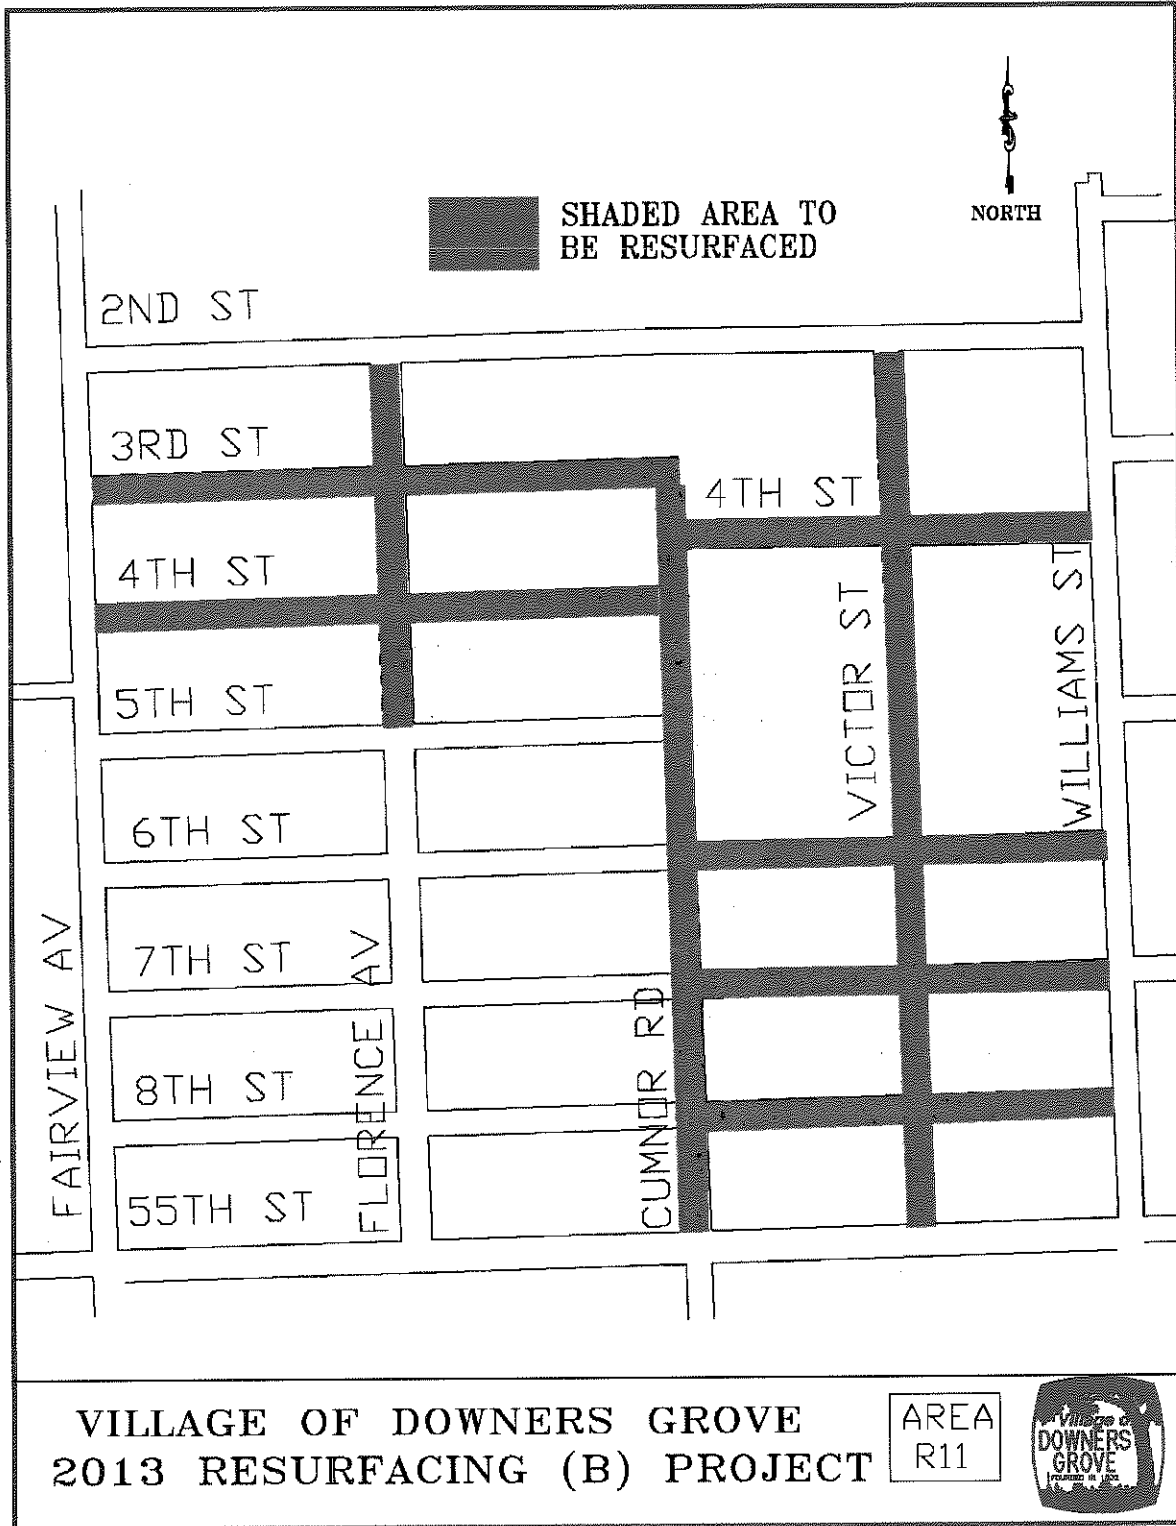 NORTH
SHADED AREA TO
BE RESURFACED
2ND ST
3RD ST
4TH ST
4TH ST
5TH ST
VICTOR ST
WILLIAMS ST
6TH ST
7TH ST
8TH ST
55TH ST
FAIRVIEW AV
FLORENCE AV
CUMNOR RD
VILLAGE OF DOWNERS GROVE
2013 RESURFACING (B) PROJECT
AREA
R11
Village of
DOWNERS
GROVE